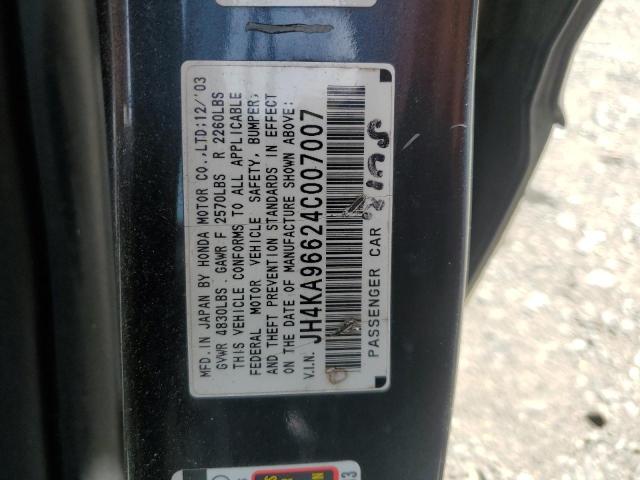 MFD. IN JAPAN BY HONDA MOTOR CO., LTD: 12/'03
GVWR 4830LBS. GAWR F 2570LBS R 2260LBS
THIS VEHICLE CONFORMS TO ALL APPLICABLE
FEDERAL MOTOR VEHICLE SAFETY, BUMPER,
AND THEFT PREVENTION STANDARDS IN EFFECT
ON THE DATE OF MANUFACTURE SHOWN ABOVE:
V.I.N. JH4KA96624C007007
PASSENGER CAR